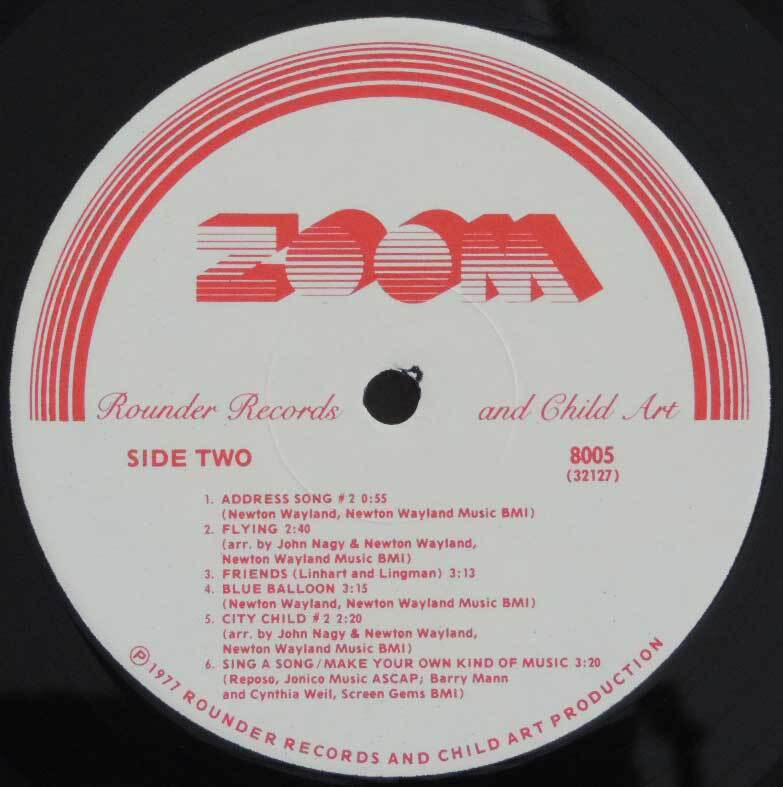 ZOOM
Rounder Records and Child Art
SIDE TWO 8005
(32127)
1. ADDRESS SONG #2 0:55
(Newton Wayland, Newton Wayland Music BMI)
2. FLYING 2:40
(arr. by John Nagy & Newton Wayland,
Newton Wayland Music BMI)
3. FRIENDS (Linhart and Lingman) 3:13
4. BLUE BALLOON 3:15
(Newton Wayland, Newton Wayland Music BMI)
5. CITY CHILD #2 2:20
(arr. by John Nagy & Newton Wayland,
Newton Wayland Music BMI)
6. SING A SONG/MAKE YOUR OWN KIND OF MUSIC 3:20
(Reposo, Jonico Music ASCAP; Barry Mann
and Cynthia Weil, Screen Gems BMI)
Ⓟ1977 ROUNDER RECORDS AND CHILD ART PRODUCTION